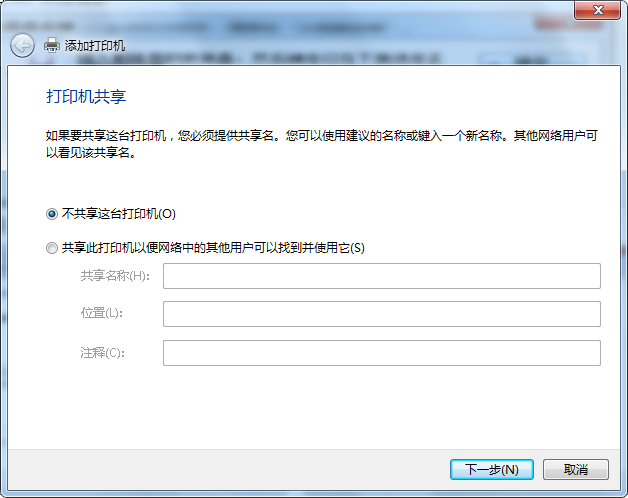 添加打印机
打印机共享
如果要共享这台打印机，您必须提供共享名。您可以使用建议的名称或键入一个新名称。其他网络用户可
以看见该共享名。
不共享这台打印机(O)
共享此打印机以便网络中的其他用户可以找到并使用它(S)
共享名称(H):
位置(L):
注释(C):
下一步(N)
取消